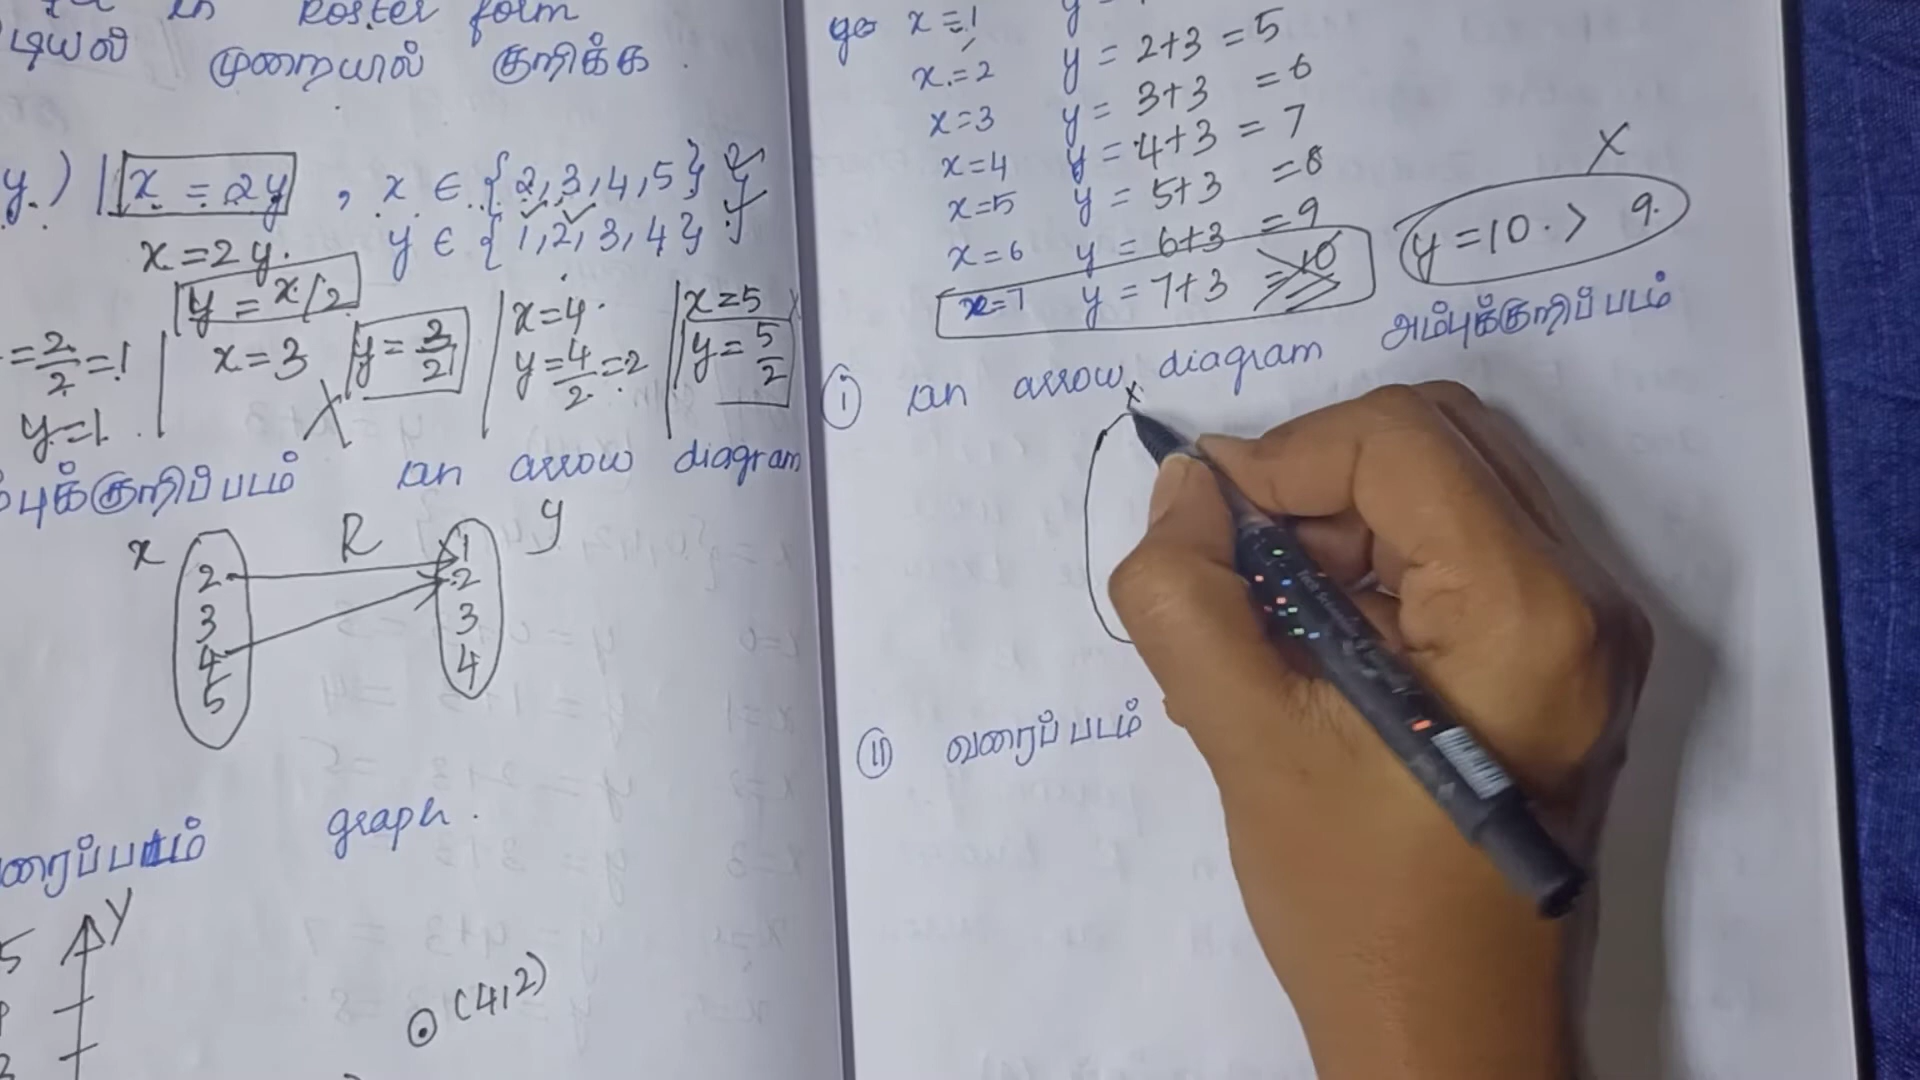 in Roster form
டியல் முறையால் குறிக்க .
y.) | x = 2y , x ∈ {2,3,4,5}
x = 2y. y ∈ {1,2,3,4}
y = x/2
= 2/2 = 1 | x = 3 y = 3/2 | x = 4 . | x = 5
y = 1 . X y = 4/2 = 2 y = 5/2
புக்குறிப்படம் an arrow diagram
x R y
2 1
3 2
4 3
5 4
ரைப்படம் graph .
5 Y
(4,2)
x = 1 y =
x = 2 y = 2+3 = 5
x = 3 y = 3+3 = 6
x = 4 y = 4+3 = 7
x = 5 y = 5+3 = 8
x = 6 y = 6+3 = 9
x = 7 y = 7+3 = 10
X
y = 10 . > 9.
(i) an arrow diagram அம்புக்குறிப்படம்
x
(ii) வரைப்படம்